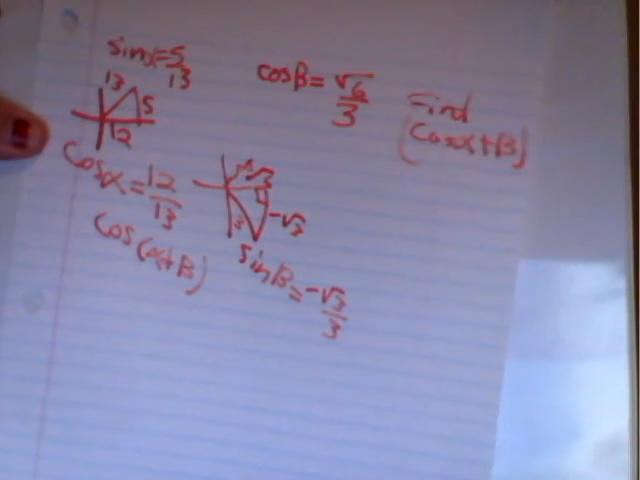 sinα=5/13
cosβ=√6/3
Find
(cosα+β)
13
5
12
cosα=12/13
-√3
3
cos(α+β)
sinβ=-√3/3